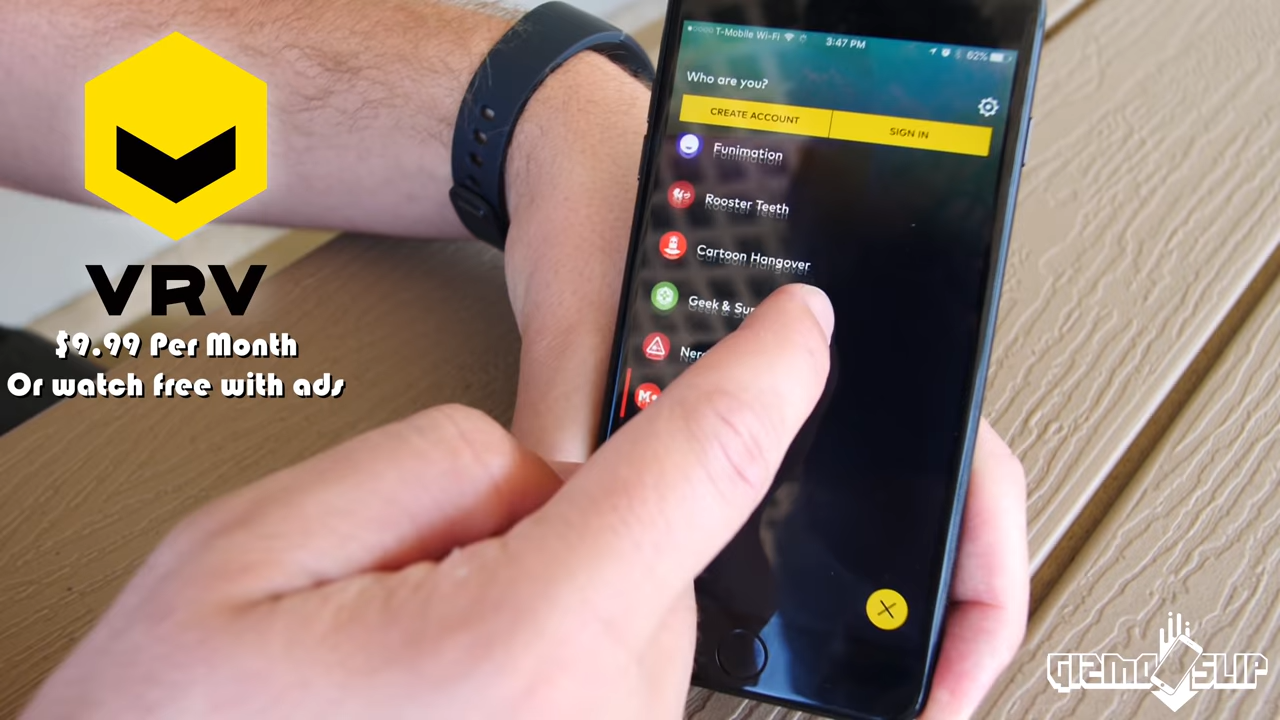 VRV
$9.99 Per Month
Or watch free with ads
T-Mobile Wi-Fi
3:47 PM
62%
Who are you?
CREATE ACCOUNT
SIGN IN
Funimation
Rooster Teeth
Cartoon Hangover
Geek &
GIZMO SLIP